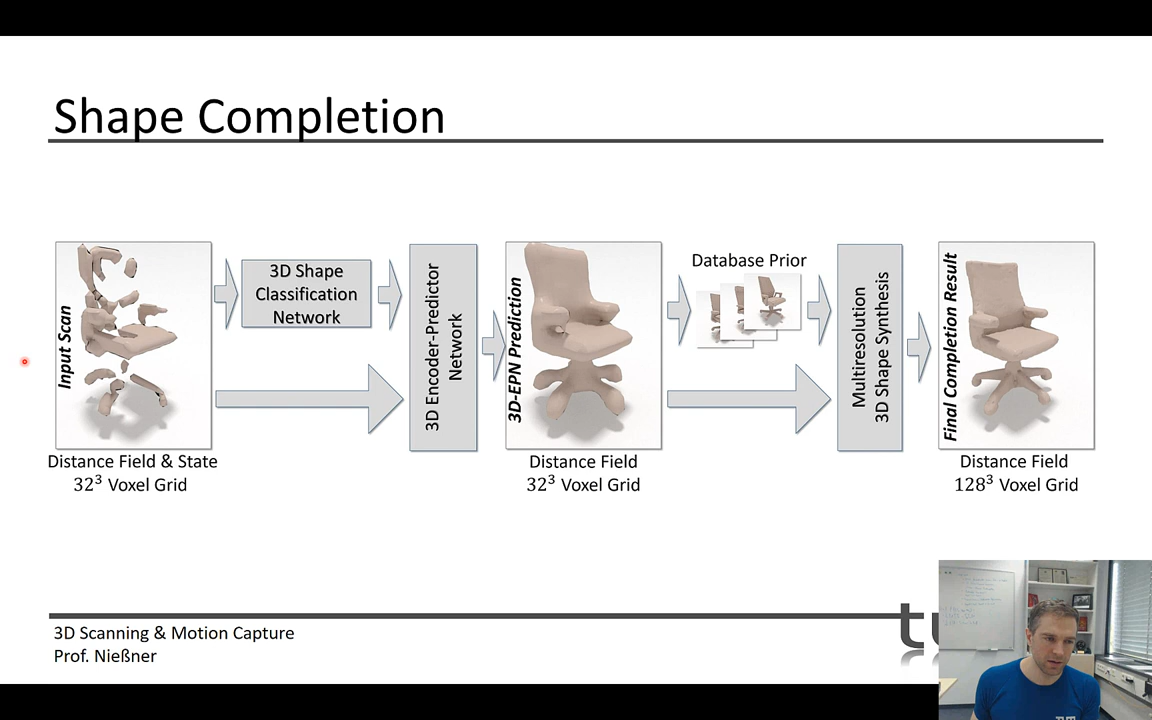 Shape Completion
Input Scan
3D Shape
Classification
Network
3D Encoder-Predictor
Network
3D-EPN Prediction
Database Prior
Multiresolution
3D Shape Synthesis
Final Completion Result
Distance Field & State
32³ Voxel Grid
Distance Field
32³ Voxel Grid
Distance Field
128³ Voxel Grid
3D Scanning & Motion Capture
Prof. Nießner